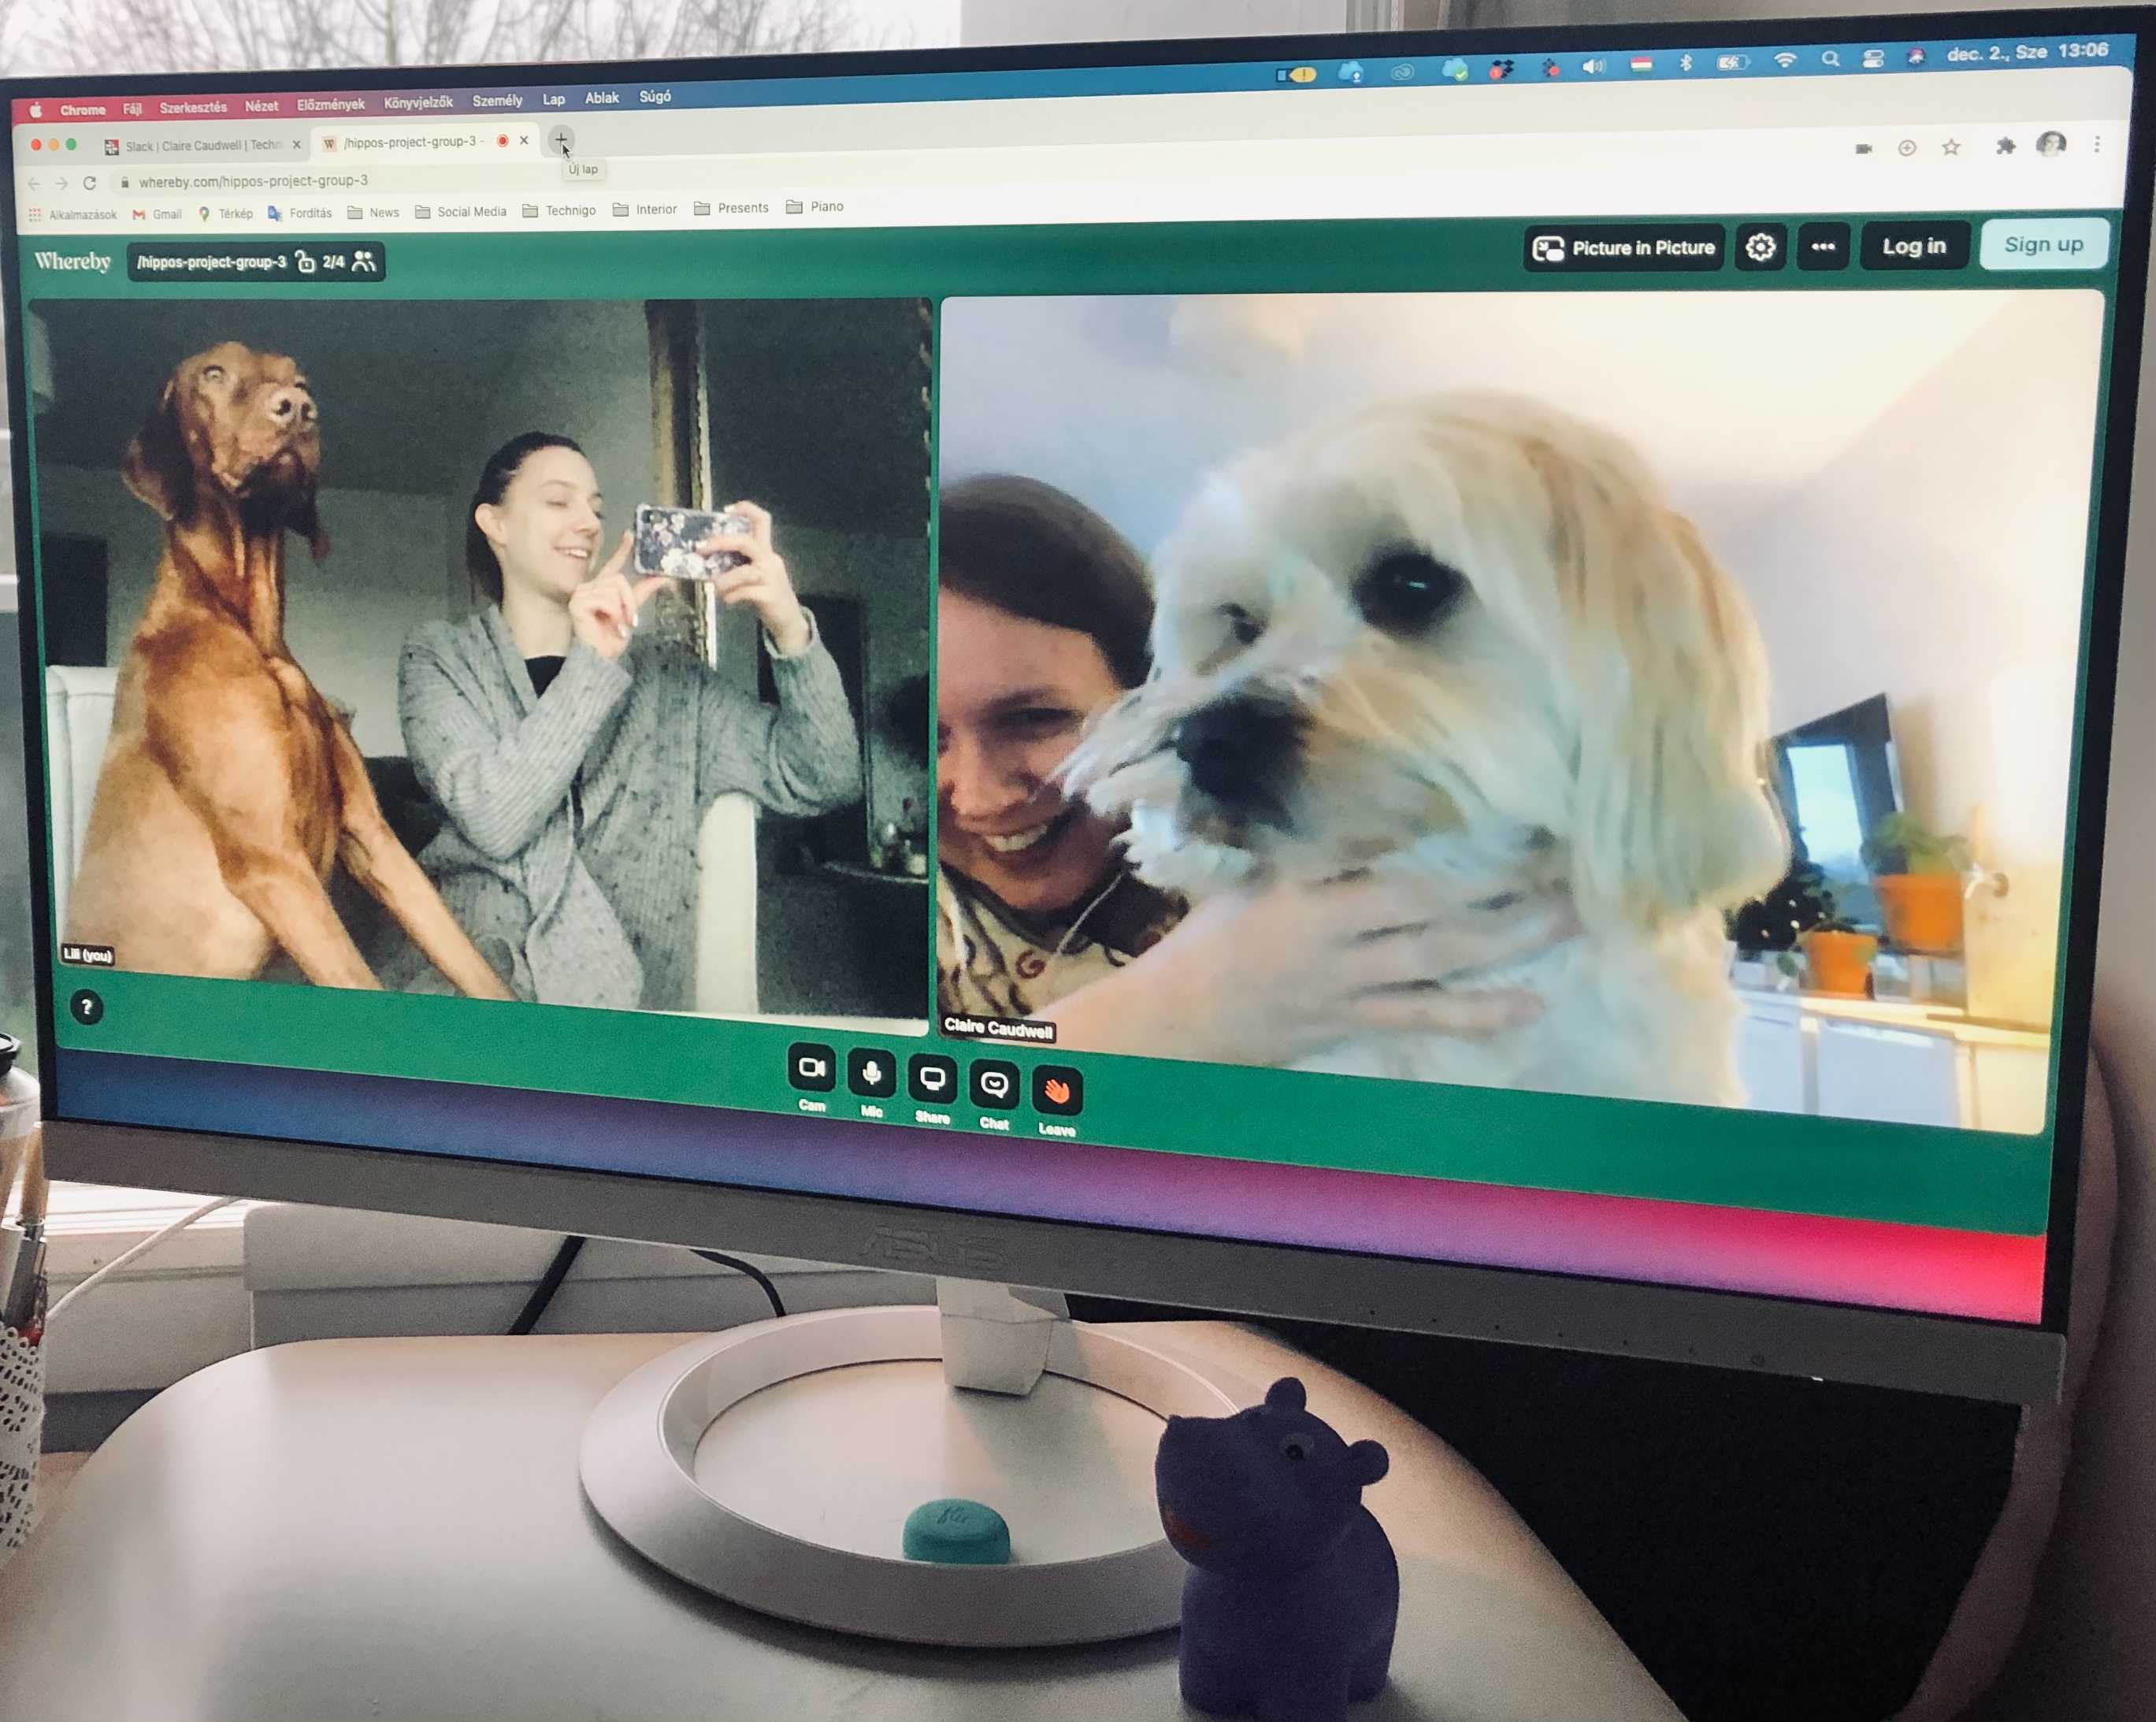 Chrome Fájl Szerkesztés Nézet Előzmények Könyvjelzők Személy Lap Ablak Súgó dec. 2., Sze 13:06
Slack | Claire Caudwell | Techn
W /hippos-project-group-3 -
Új lap
whereby.com/hippos-project-group-3
Alkalmazások Gmail Térkép Fordítás News Social Media Technigo Interior Presents Piano
Whereby /hippos-project-group-3 2/4 Picture in Picture Log in Sign up
Lili (you)
Claire Caudwell
?
Cam Mic Share Chat Leave
ASUS